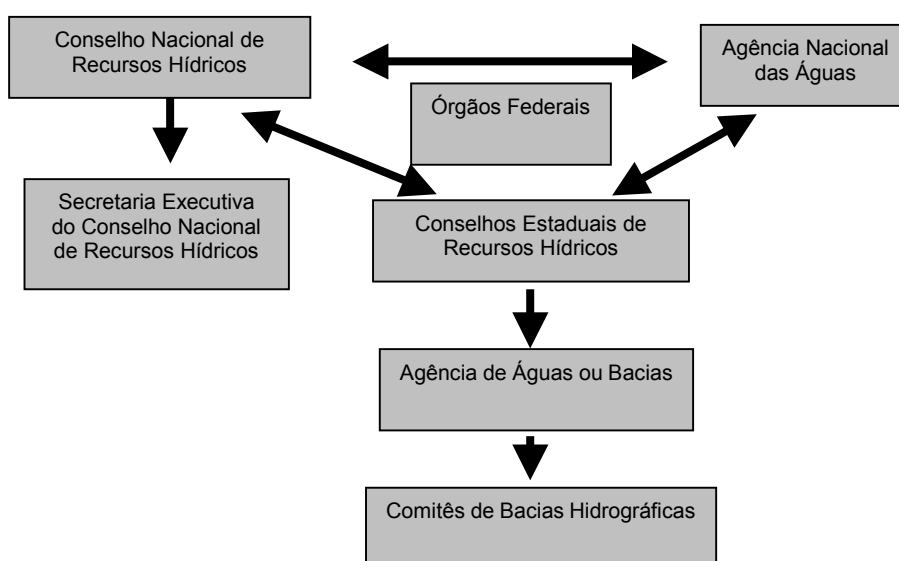 Conselho Nacional de
Recursos Hídricos
Agência Nacional
das Águas
Órgãos Federais
Secretaria Executiva
do Conselho Nacional
de Recursos Hídricos
Conselhos Estaduais de
Recursos Hídricos
Agência de Águas ou Bacias
Comitês de Bacias Hidrográficas